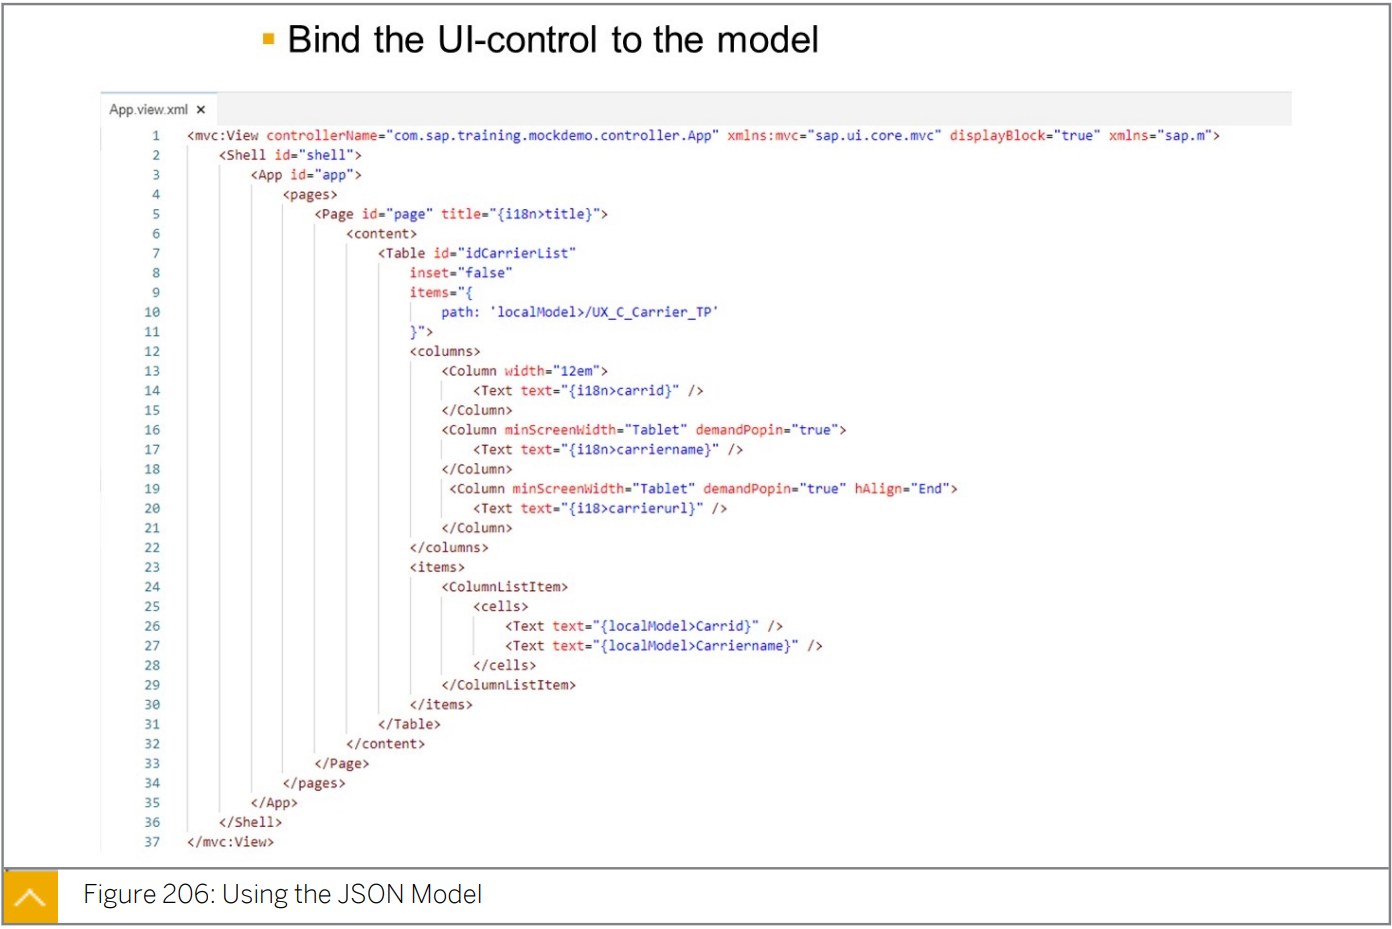 Bind the UI-control to the model
App.view.xml ×
1 <mvc:View controllerName="com.sap.training.mockdemo.controller.App" xmlns:mvc="sap.ui.core.mvc" displayBlock="true" xmlns="sap.m">
2 <Shell id="shell">
3 <App id="app">
4 <pages>
5 <Page id="page" title="{i18n>title}">
6 <content>
7 <Table id="idCarrierList"
8 inset="false"
9 items="{
10 path: 'localModel>/UX_C_Carrier_TP'
11 }">
12 <columns>
13 <Column width="12em">
14 <Text text="{i18n>carrid}" />
15 </Column>
16 <Column minScreenWidth="Tablet" demandPopin="true">
17 <Text text="{i18n>carriername}" />
18 </Column>
19 <Column minScreenWidth="Tablet" demandPopin="true" hAlign="End">
20 <Text text="{i18>carrierurl}" />
21 </Column>
22 </columns>
23 <items>
24 <ColumnListItem>
25 <cells>
26 <Text text="{localModel>Carrid}" />
27 <Text text="{localModel>Carriername}" />
28 </cells>
29 </ColumnListItem>
30 </items>
31 </Table>
32 </content>
33 </Page>
34 </pages>
35 </App>
36 </Shell>
37 </mvc:View>
Figure 206: Using the JSON Model